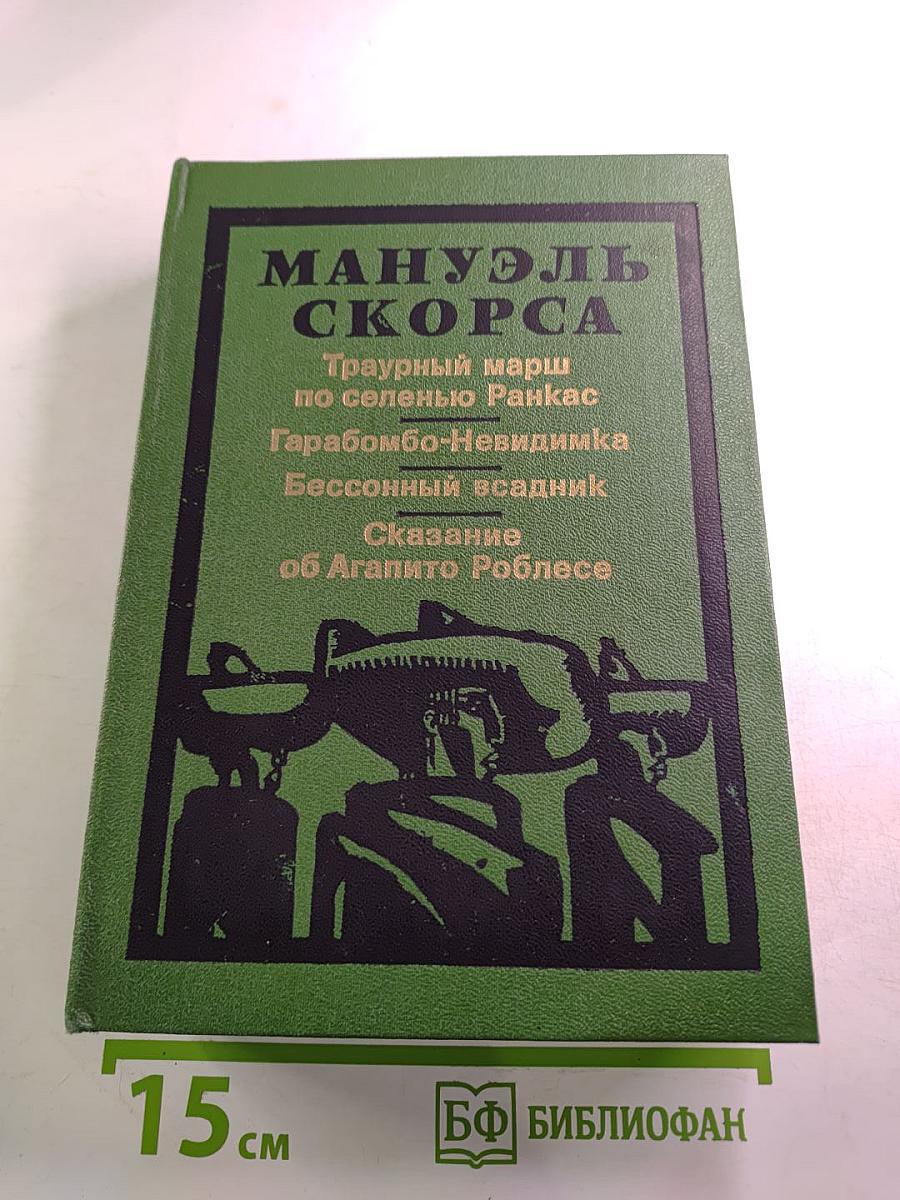 МАНУЭЛЬ
СКОРСА
Траурный марш
по селенью Ранкас
Гарабомбо-Невидимка
Бессонный всадник
Сказание
об Агапито Роблесе
15 см
БФ БИБЛИОФАН